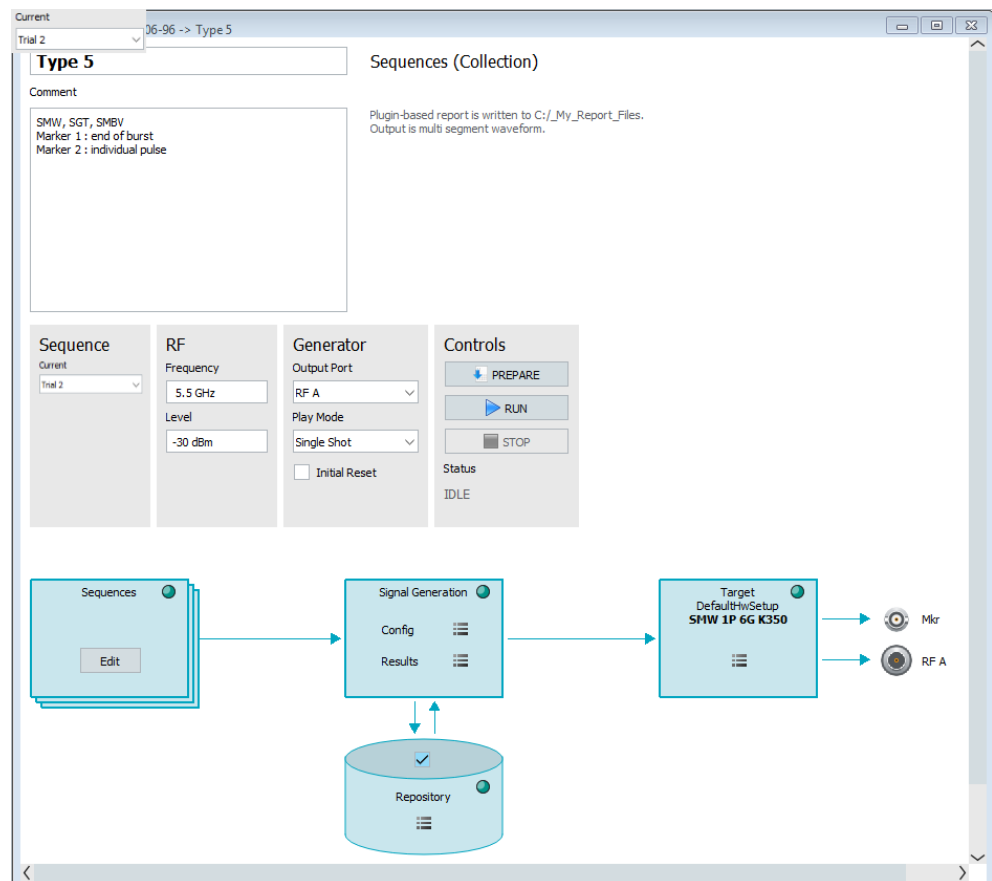 Current
Trial 2
06-96 -> Type 5
Type 5
Sequences (Collection)
Comment
SMW, SGT, SMBV
Marker 1 : end of burst
Marker 2 : individual pulse
Plugin-based report is written to C:/_My_Report_Files.
Output is multi segment waveform.
Sequence
Current
Trial 2
RF
Frequency
5.5 GHz
Level
-30 dBm
Generator
Output Port
RF A
Play Mode
Single Shot
Initial Reset
Controls
PREPARE
RUN
STOP
Status
IDLE
Sequences
Edit
Signal Generation
Config
Results
Target
DefaultHwSetup
SMW 1P 6G K350
Mkr
RF A
Repository